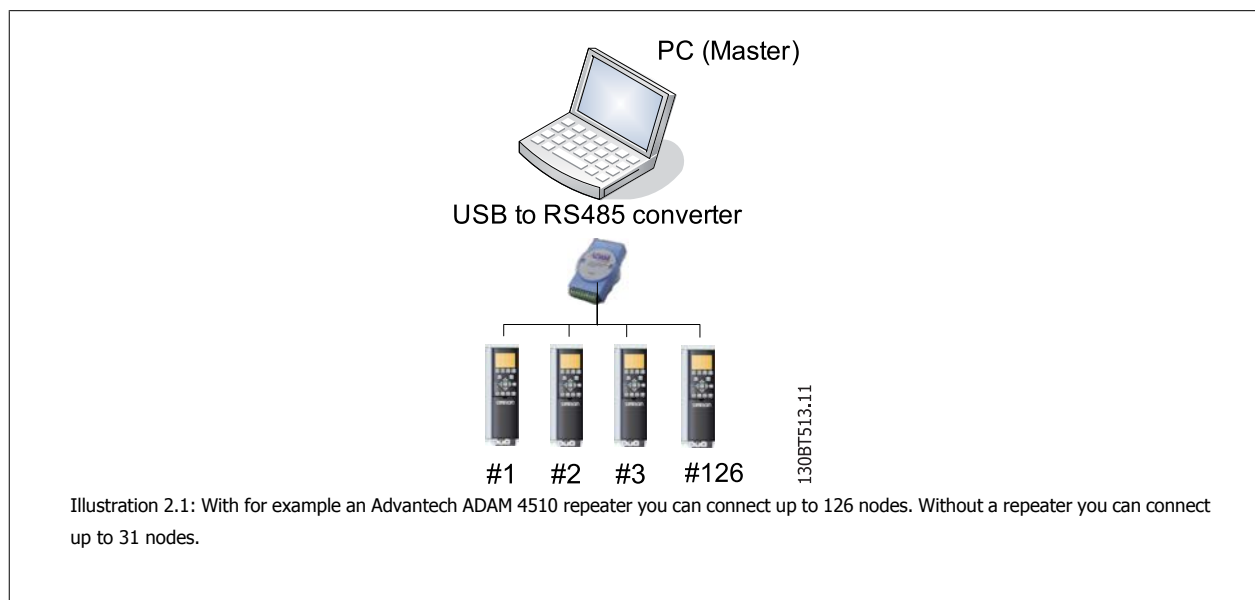 PC (Master)
USB to RS485 converter
#1 #2 #3 #126
130BT513.11
Illustration 2.1: With for example an Advantech ADAM 4510 repeater you can connect up to 126 nodes. Without a repeater you can connect
up to 31 nodes.